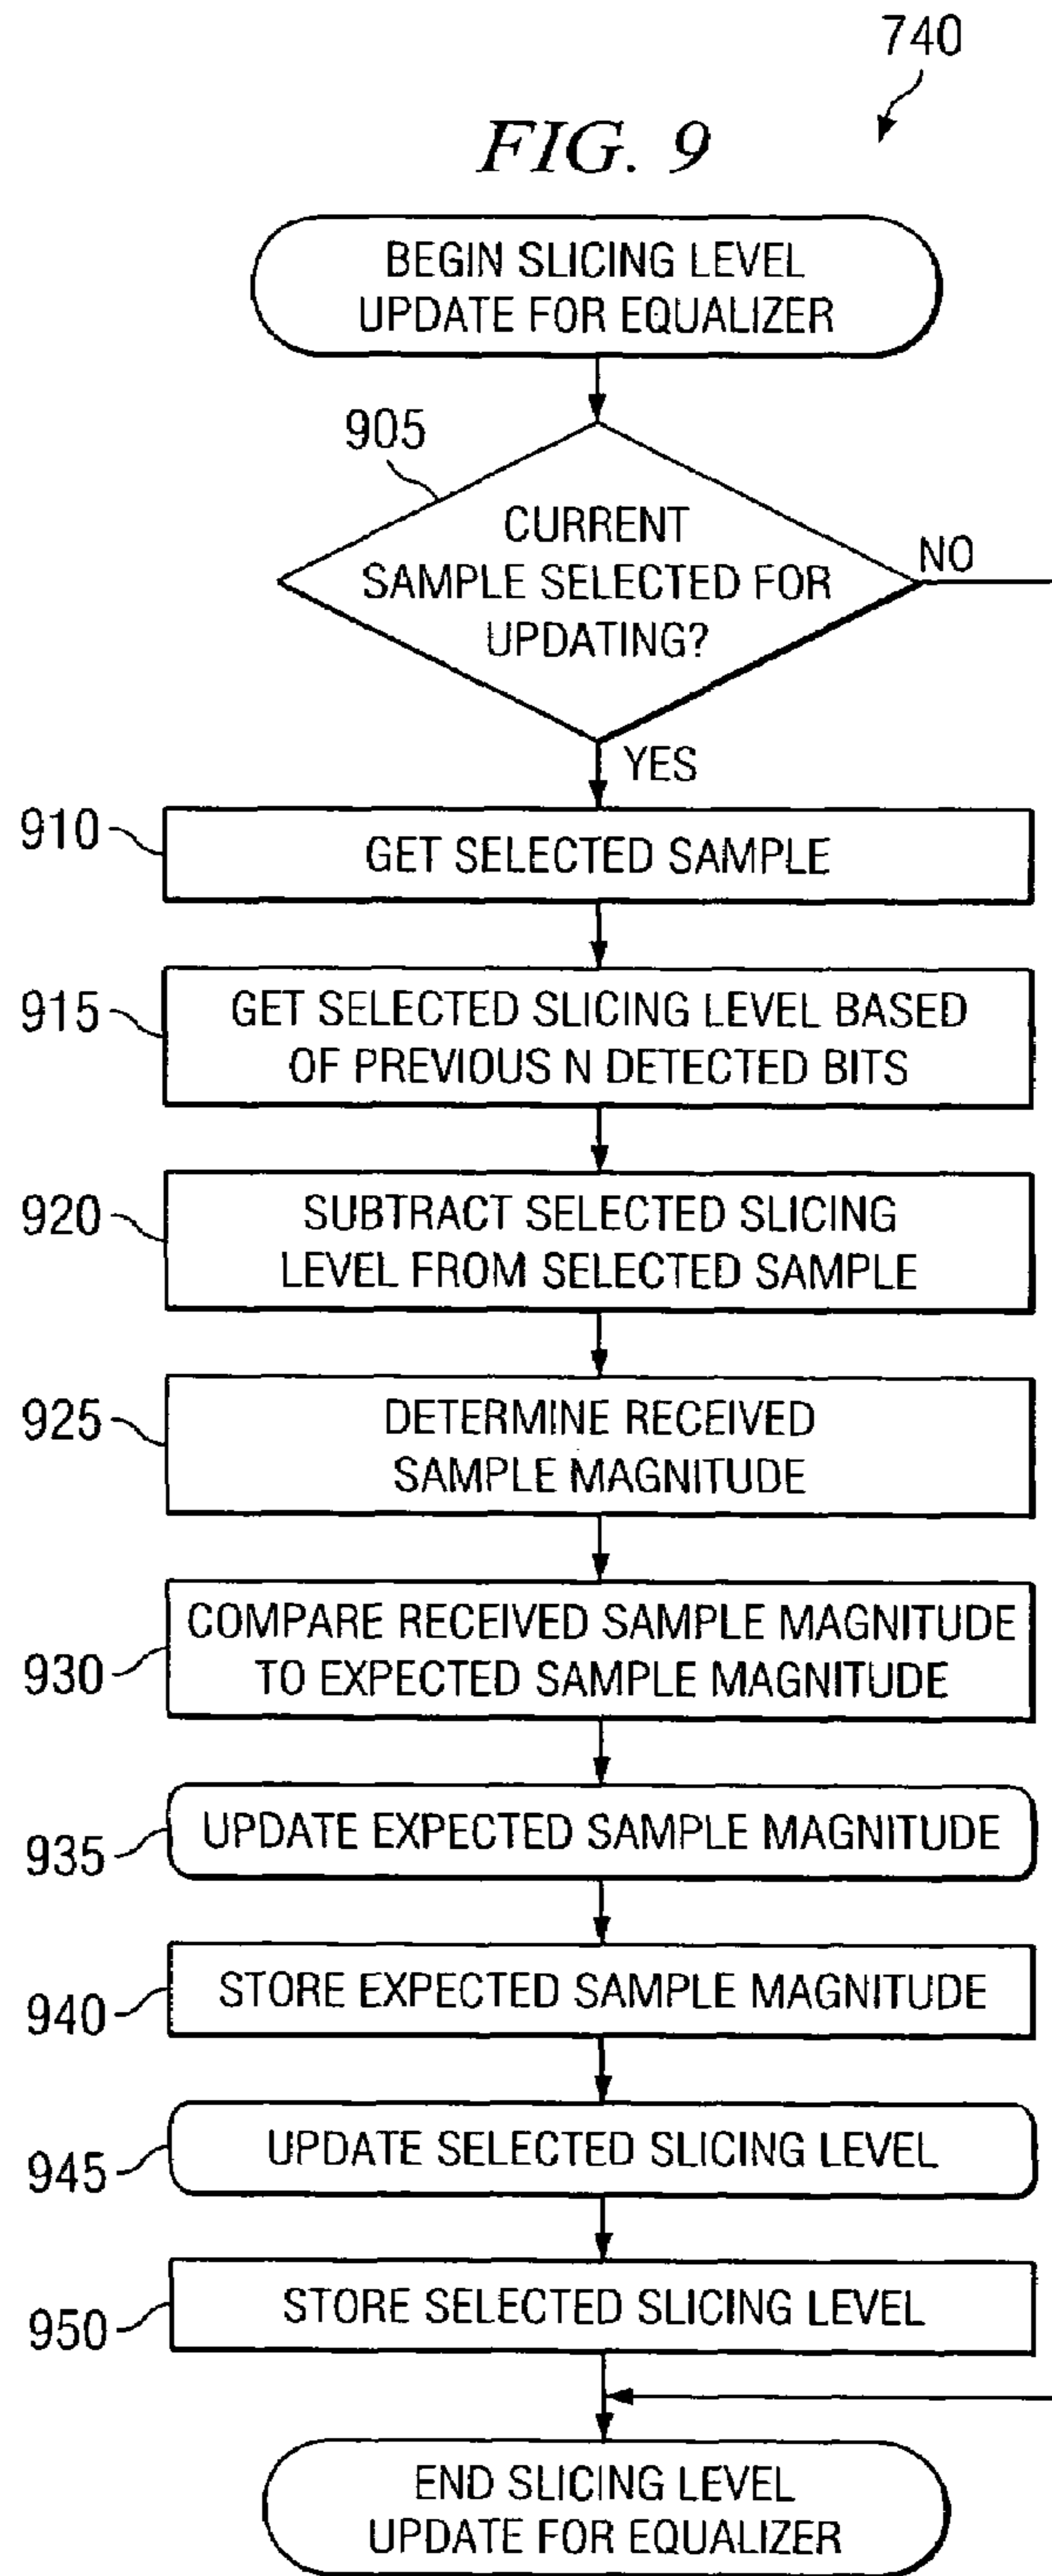 740
FIG. 9
BEGIN SLICING LEVEL
UPDATE FOR EQUALIZER
905
CURRENT
SAMPLE SELECTED FOR
UPDATING?
NO
YES
910
GET SELECTED SAMPLE
915
GET SELECTED SLICING LEVEL BASED
OF PREVIOUS N DETECTED BITS
920
SUBTRACT SELECTED SLICING
LEVEL FROM SELECTED SAMPLE
925
DETERMINE RECEIVED
SAMPLE MAGNITUDE
930
COMPARE RECEIVED SAMPLE MAGNITUDE
TO EXPECTED SAMPLE MAGNITUDE
935
UPDATE EXPECTED SAMPLE MAGNITUDE
940
STORE EXPECTED SAMPLE MAGNITUDE
945
UPDATE SELECTED SLICING LEVEL
950
STORE SELECTED SLICING LEVEL
END SLICING LEVEL
UPDATE FOR EQUALIZER